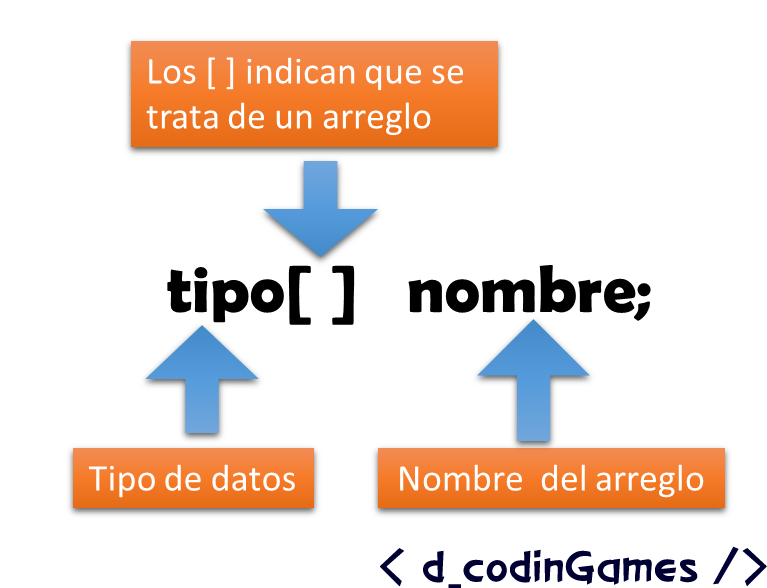 Los [ ] indican que se
trata de un arreglo
tipo[ ] nombre;
Tipo de datos
Nombre del arreglo
< d_codinGames />